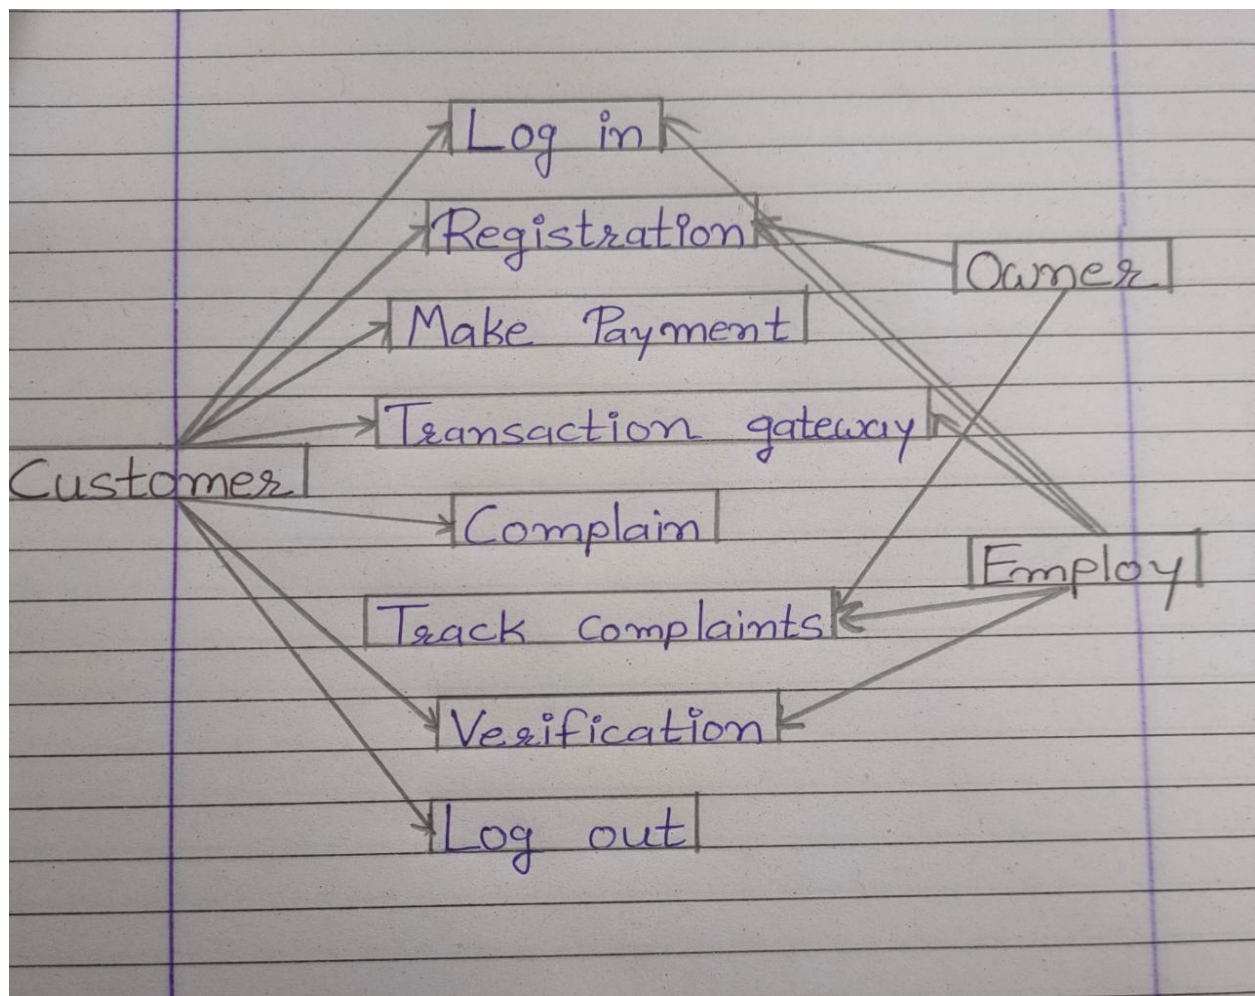 Log in
Registration
Owner
Make Payment
Transaction gateway
Customer
Complain
Employ
Track complaints
Verification
Log out